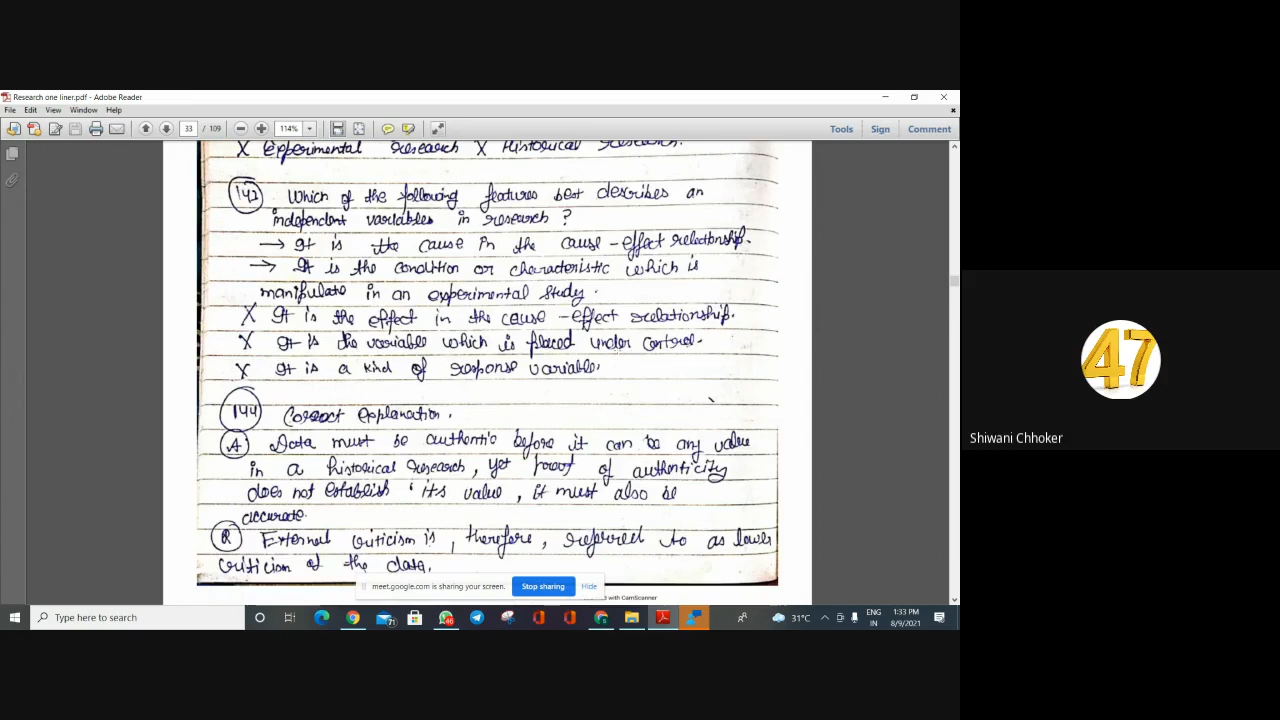 Research one liner.pdf - Adobe Reader
File Edit View Window Help
33 / 109 114% Tools Sign Comment
X Experimental research X Historical research.
142 Which of the following features best describes an
independent variables in research ?
→ It is the cause in the cause - effect relationship.
→ It is the condition or characteristic which is
manipulate in an experimental study.
X It is the effect in the cause - effect relationship.
X It is the variable which is placed under control.
X It is a kind of response variable.
144 Correct Explanation.
A Data must be authentic before it can be any value
in a historical research, yet proof of authenticity
does not establish its value, it must also be
accurate.
R External criticism is, therefore, referred to as lower
criticism of the data.
meet.google.com is sharing your screen. Stop sharing Hide
with CamScanner
Shiwani Chhoker
47
Type here to search
71
31°C
ENG
IN
1:33 PM
8/9/2021